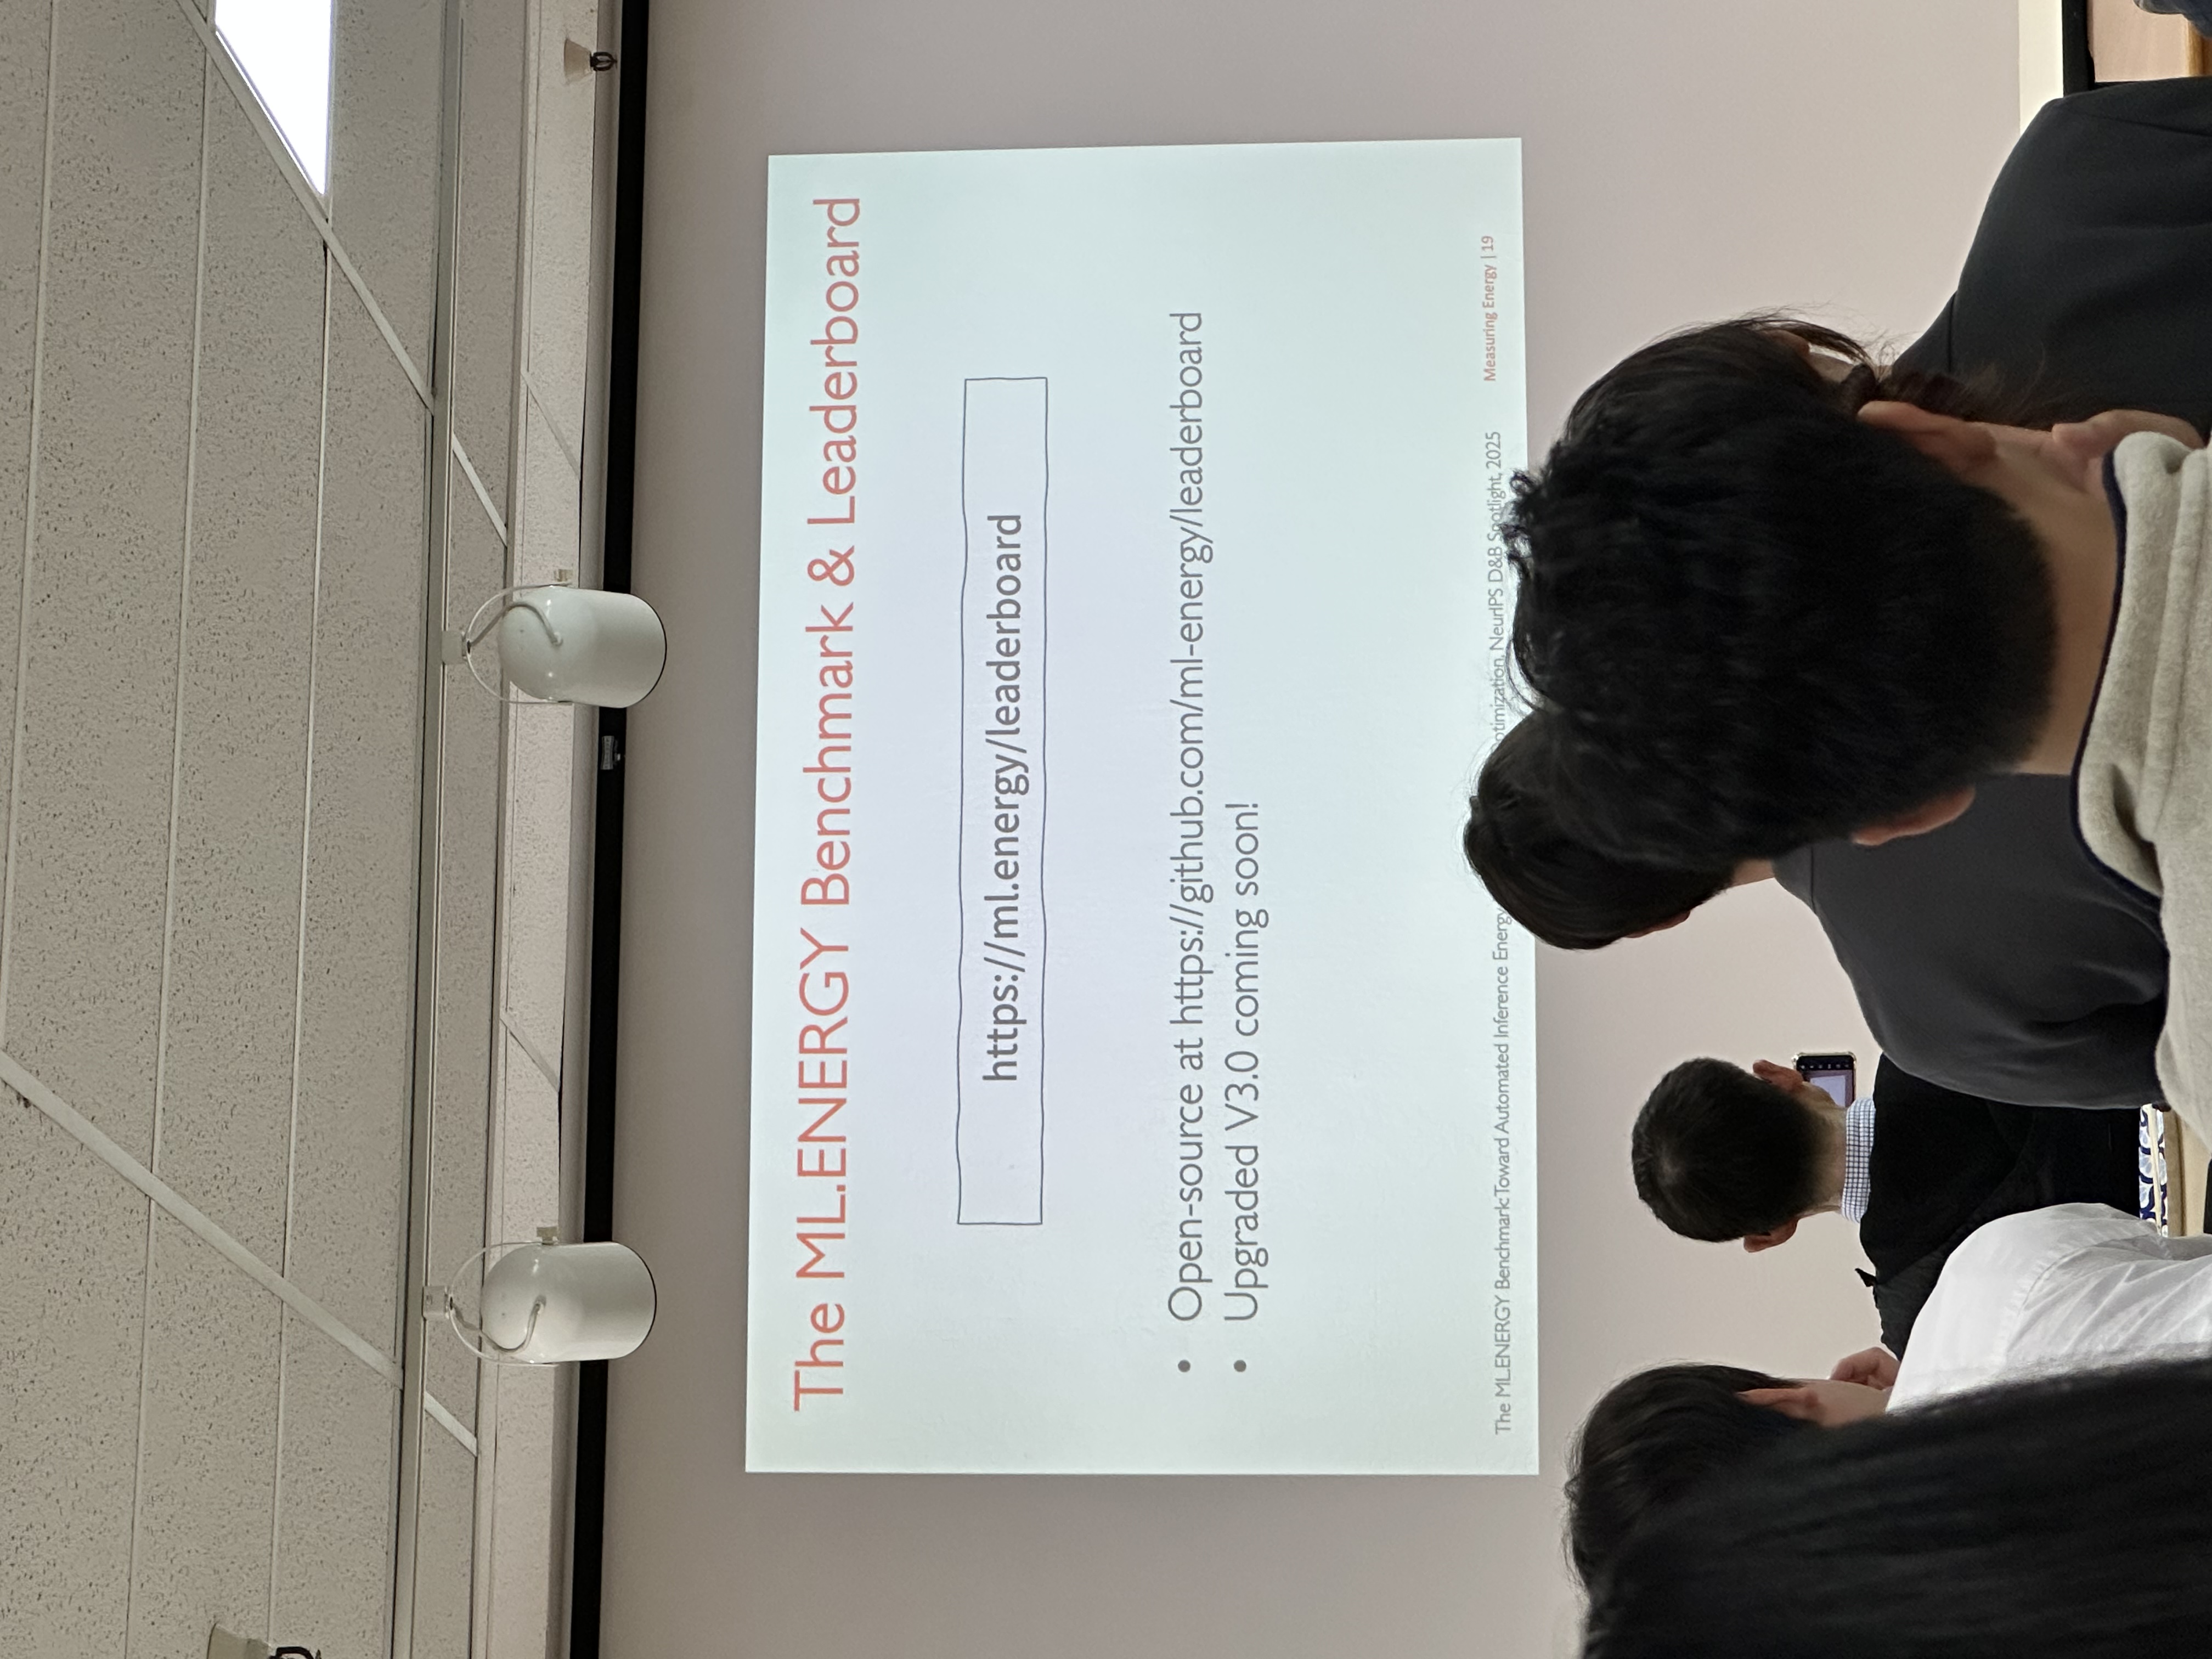 The ML.ENERGY Benchmark & Leaderboard
https://ml.energy/leaderboard
• Open-source at https://github.com/ml-energy/leaderboard
• Upgraded V3.0 coming soon!
The ML.ENERGY Benchmark: Toward Automated Inference Energy NeurIPS D&B Spotlight, 2025
Measuring Energy | 19